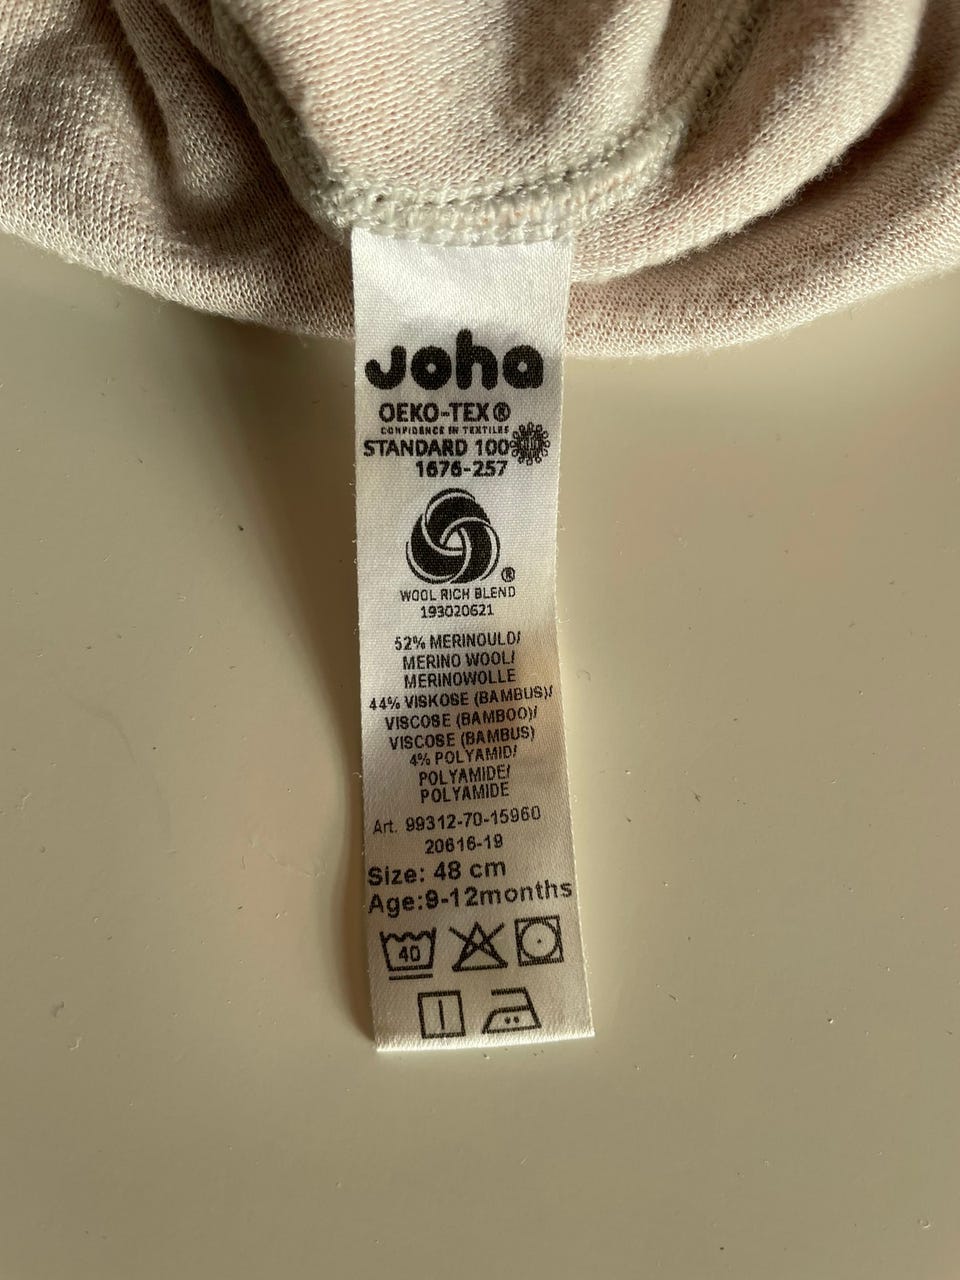 Joha
OEKO-TEX®
CONFIDENCE IN TEXTILES
STANDARD 100
1676-257
®
WOOL RICH BLEND
193020621
52% MERINOULD/
MERINO WOOL/
MERINOWOLLE
44% VISKOSE (BAMBUS)/
VISCOSE (BAMBOO)/
VISCOSE (BAMBUS)
4% POLYAMID/
POLYAMIDE/
POLYAMIDE
Art. 99312-70-15960
20616-19
Size: 48 cm
Age:9-12months
40